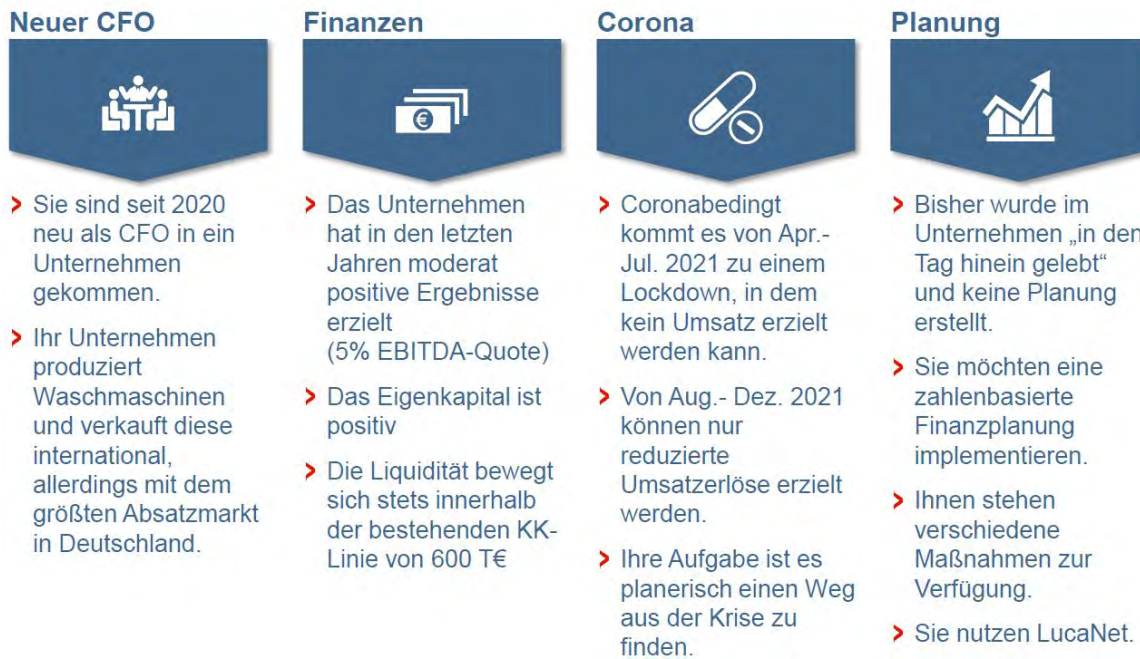 Neuer CFO
> Sie sind seit 2020
neu als CFO in ein
Unternehmen
gekommen.
> Ihr Unternehmen
produziert
Waschmaschinen
und verkauft diese
international,
allerdings mit dem
größten Absatzmarkt
in Deutschland.
Finanzen
€
> Das Unternehmen
hat in den letzten
Jahren moderat
positive Ergebnisse
erzielt
(5% EBITDA-Quote)
> Das Eigenkapital ist
positiv
> Die Liquidität bewegt
sich stets innerhalb
der bestehenden KK-
Linie von 600 T€
Corona
> Coronabedingt
kommt es von Apr.-
Jul. 2021 zu einem
Lockdown, in dem
kein Umsatz erzielt
werden kann.
> Von Aug.- Dez. 2021
können nur
reduzierte
Umsatzerlöse erzielt
werden.
> Ihre Aufgabe ist es
planerisch einen Weg
aus der Krise zu
finden.
Planung
> Bisher wurde im
Unternehmen „in den
Tag hinein gelebt“
und keine Planung
erstellt.
> Sie möchten eine
zahlenbasierte
Finanzplanung
implementieren.
> Ihnen stehen
verschiedene
Maßnahmen zur
Verfügung.
> Sie nutzen LucaNet.